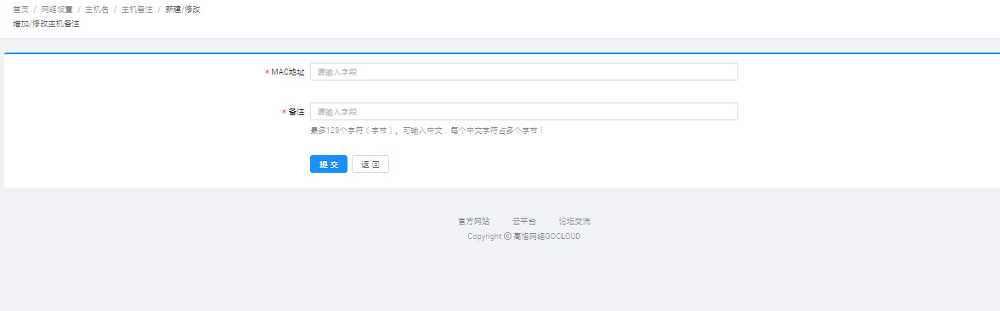 首页 / 网络设置 / 主机名 / 主机备注 / 新建/修改
增加/修改主机备注
* MAC地址 请输入字段
* 备注 请输入字段
最多128个字符（字节）。可输入中文，每个中文字符占多个字节！
提 交 返 回
官方网站 云平台 论坛交流
Copyright © 高恪网络GOCLOUD